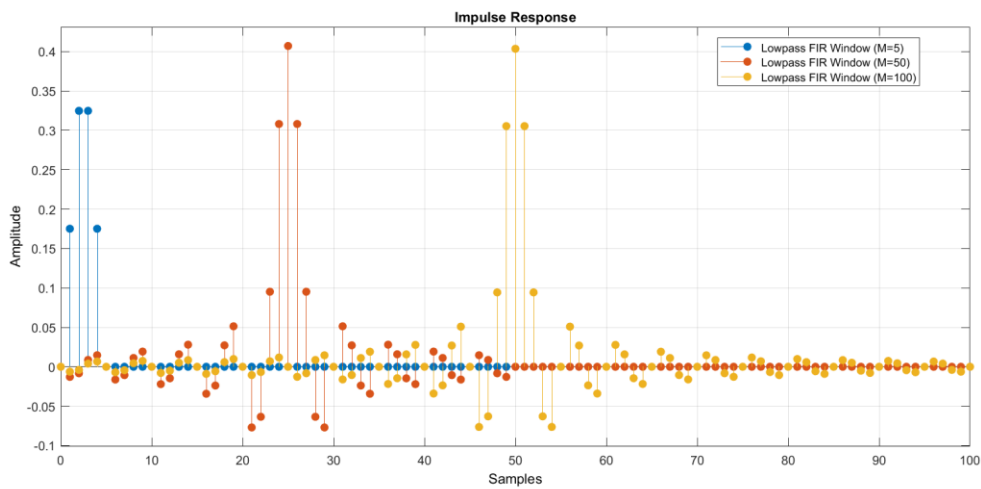 Impulse Response
Lowpass FIR Window (M=5)
Lowpass FIR Window (M=50)
Lowpass FIR Window (M=100)
Amplitude
0.4
0.35
0.3
0.25
0.2
0.15
0.1
0.05
0
-0.05
-0.1
0 10 20 30 40 50 60 70 80 90 100
Samples